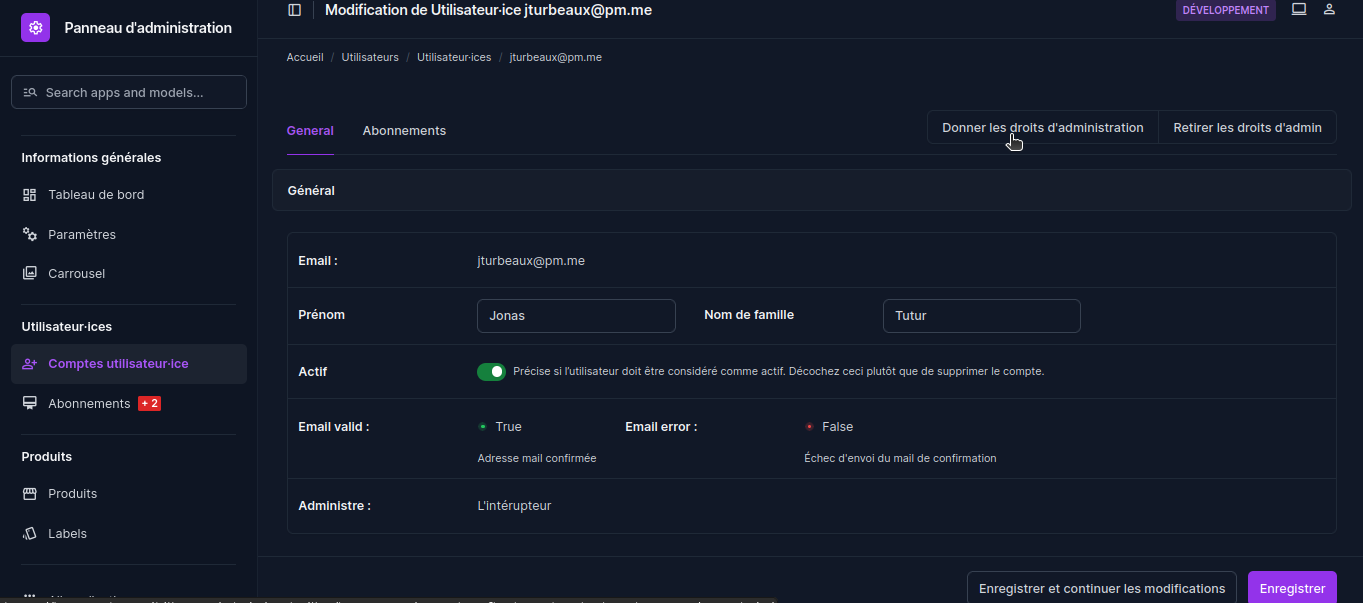 Panneau d'administration
Modification de Utilisateur·ice jturbeaux@pm.me
DÉVELOPPEMENT
Accueil / Utilisateurs / Utilisateur·ices / jturbeaux@pm.me
Search apps and models...
General Abonnements
Donner les droits d'administration Retirer les droits d'admin
Informations générales
Tableau de bord
Paramètres
Carrousel
Utilisateur·ices
Comptes utilisateur·ice
Abonnements + 2
Produits
Produits
Labels
Général
Email : jturbeaux@pm.me
Prénom Jonas Nom de famille Tutur
Actif Précise si l'utilisateur doit être considéré comme actif. Décochez ceci plutôt que de supprimer le compte.
Email valid : True Email error : False
Adresse mail confirmée Échec d'envoi du mail de confirmation
Administre : L'intérupteur
Enregistrer et continuer les modifications Enregistrer